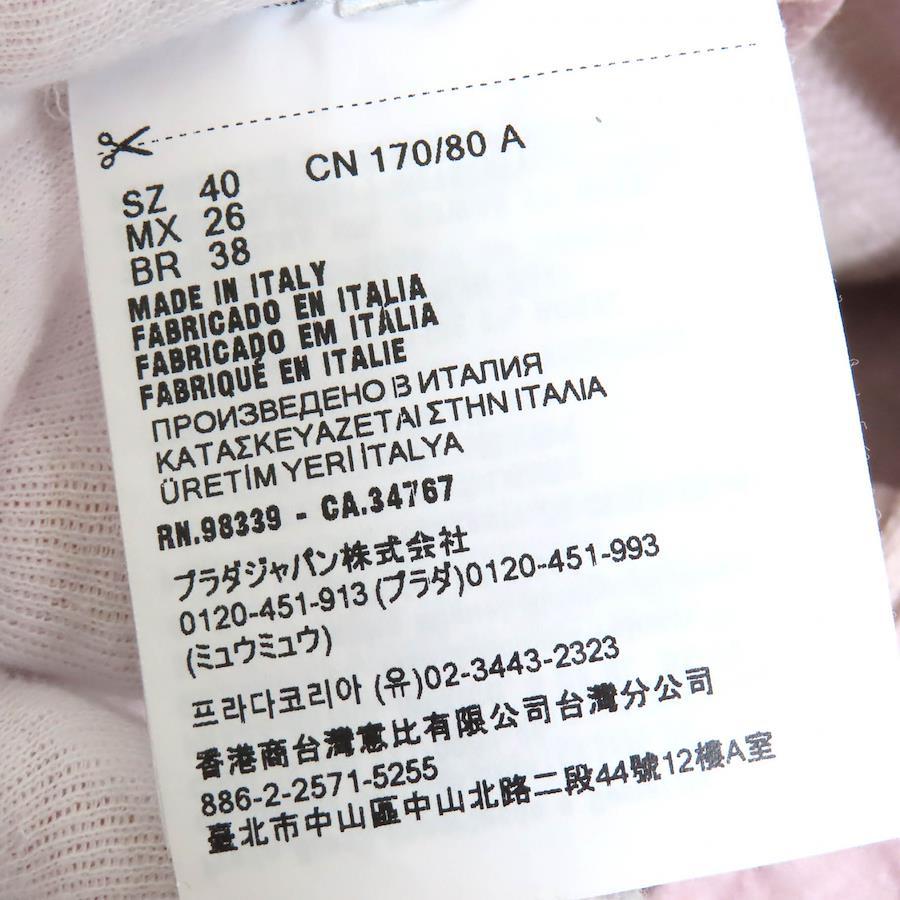 SZ 40 CN 170/80 A
MX 26
BR 38
MADE IN ITALY
FABRICADO EN ITALIA
FABRICADO EM ITÁLIA
FABRIQUÉ EN ITALIE
ПРОИЗВЕДЕНО В ИТАЛИЯ
ΚΑΤΑΣΚΕΥΑΖΕΤΑΙ ΣΤΗΝ ΙΤΑΛΙΑ
ÜRETİM YERİ İTALYA
RN.98339 - CA.34767
プラダジャパン株式会社
0120-451-913 (プラダ)0120-451-993
(ミュウミュウ)
프라다코리아 (유)02-3443-2323
香港商台灣意比有限公司台灣分公司
886-2-2571-5255
臺北市中山區中山北路二段44號12樓A室